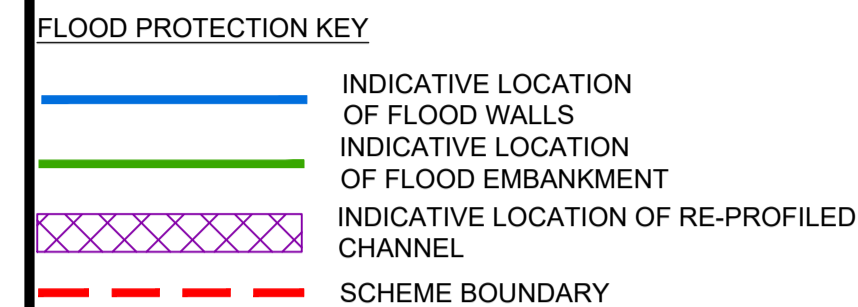 FLOOD PROTECTION KEY
INDICATIVE LOCATION
OF FLOOD WALLS
INDICATIVE LOCATION
OF FLOOD EMBANKMENT
INDICATIVE LOCATION OF RE-PROFILED
CHANNEL
SCHEME BOUNDARY